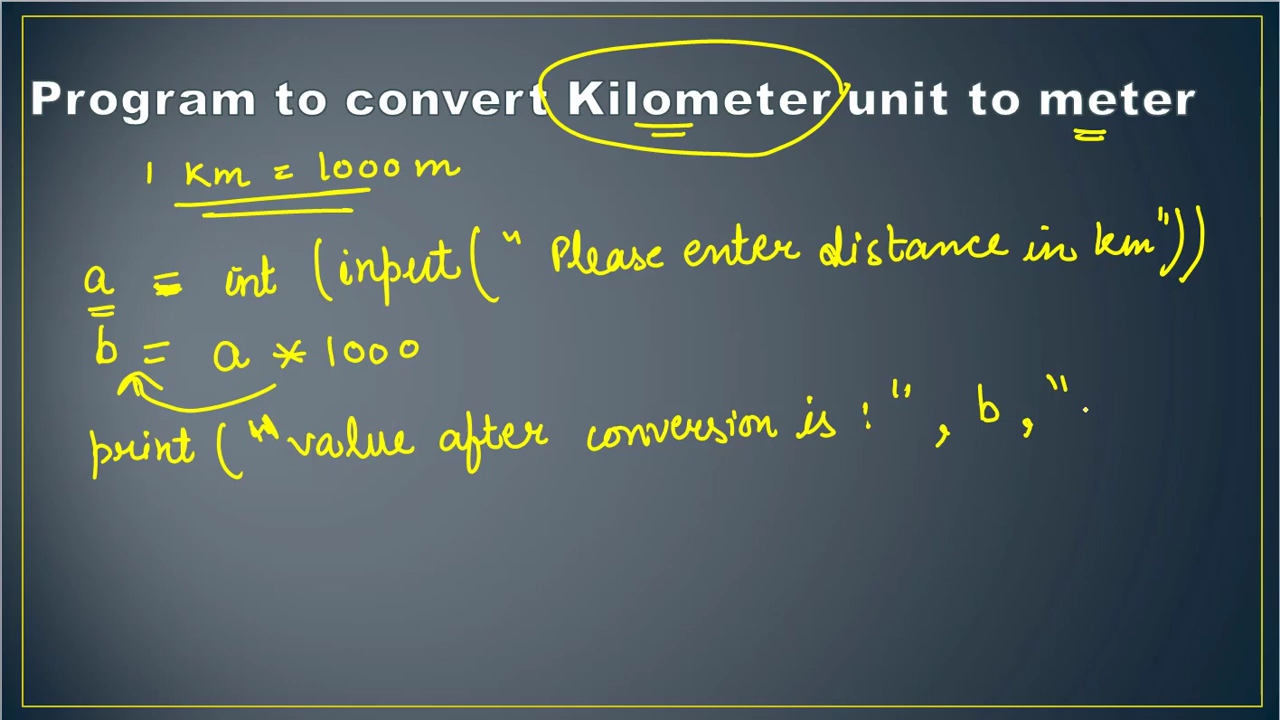 Program to convert Kilometer unit to meter
1 Km = 1000 m
a = int (input(" Please enter distance in km"))
b = a * 1000
print (" value after conversion is : " , b , "